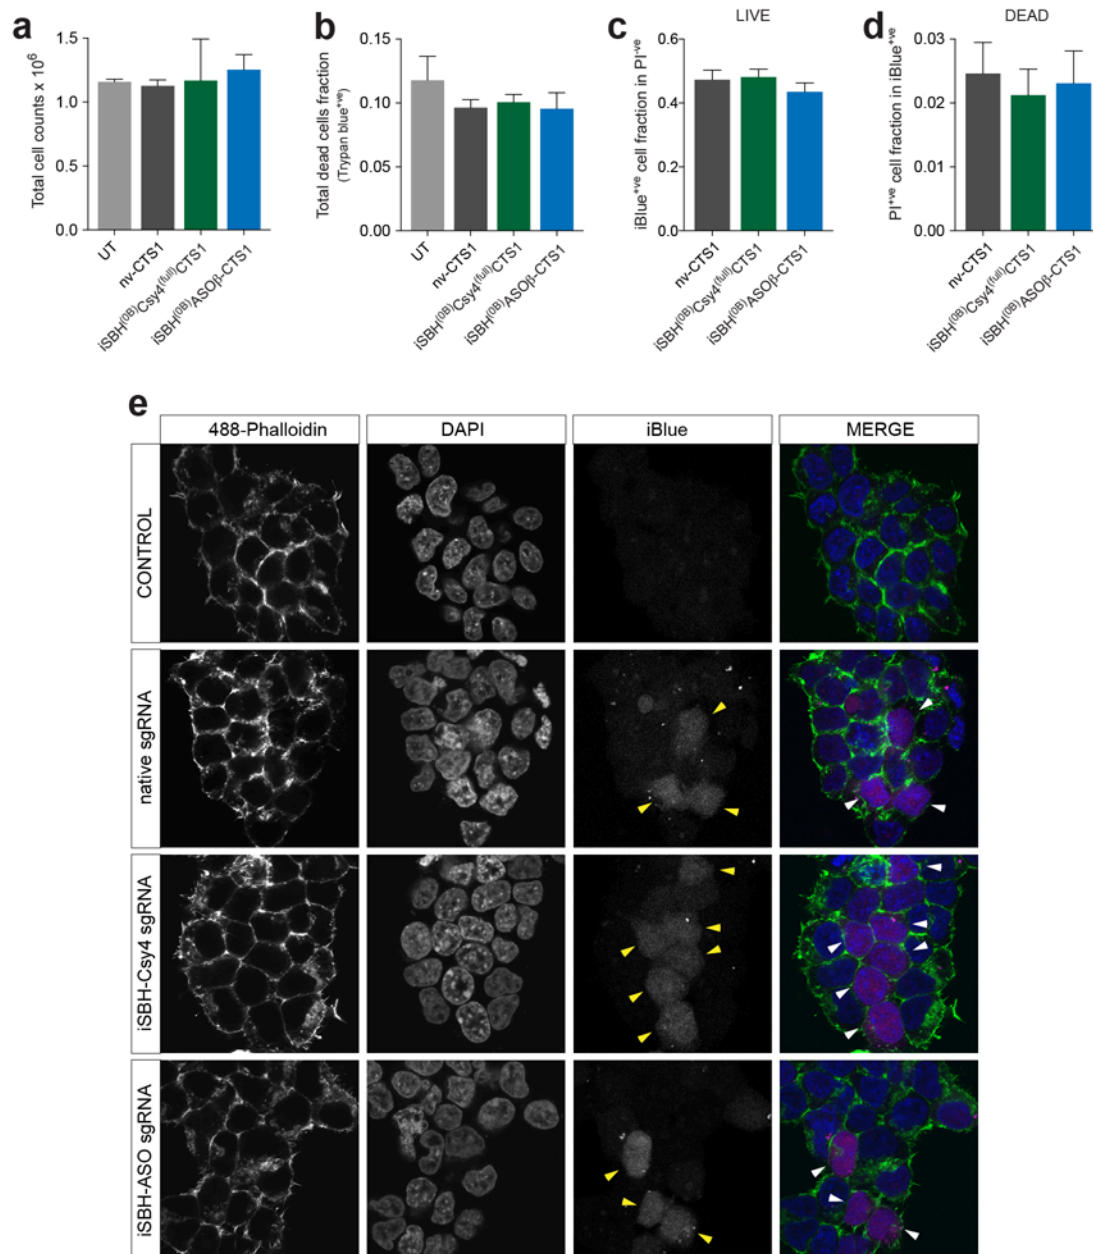 a
Total cell counts x 10⁶
1.5
1.0
1.5
0.0
UT
nv-CTS1
iSBH⁽⁰ᴮ⁾Csy4⁽ᶠᵘˡˡ⁾CTS1
iSBH⁽⁰ᴮ⁾ASOβ-CTS1
b
Total dead cells fraction
(Trypan blue⁺ᵛᵉ)
0.15
0.10
0.05
0.00
UT
nv-CTS1
iSBH⁽⁰ᴮ⁾Csy4⁽ᶠᵘˡˡ⁾CTS1
iSBH⁽⁰ᴮ⁾ASOβ-CTS1
c
LIVE
iBlue⁺ᵛᵉ cell fraction in PI⁻ᵛᵉ
0.6
0.4
0.2
0.0
nv-CTS1
iSBH⁽⁰ᴮ⁾Csy4⁽ᶠᵘˡˡ⁾CTS1
iSBH⁽⁰ᴮ⁾ASOβ-CTS1
d
DEAD
PI⁺ᵛᵉ cell fraction in iBlue⁺ᵛᵉ
0.03
0.02
0.01
0.00
nv-CTS1
iSBH⁽⁰ᴮ⁾Csy4⁽ᶠᵘˡˡ⁾CTS1
iSBH⁽⁰ᴮ⁾ASOβ-CTS1
e
488-Phalloidin
DAPI
iBlue
MERGE
CONTROL
native sgRNA
iSBH-Csy4 sgRNA
iSBH-ASO sgRNA